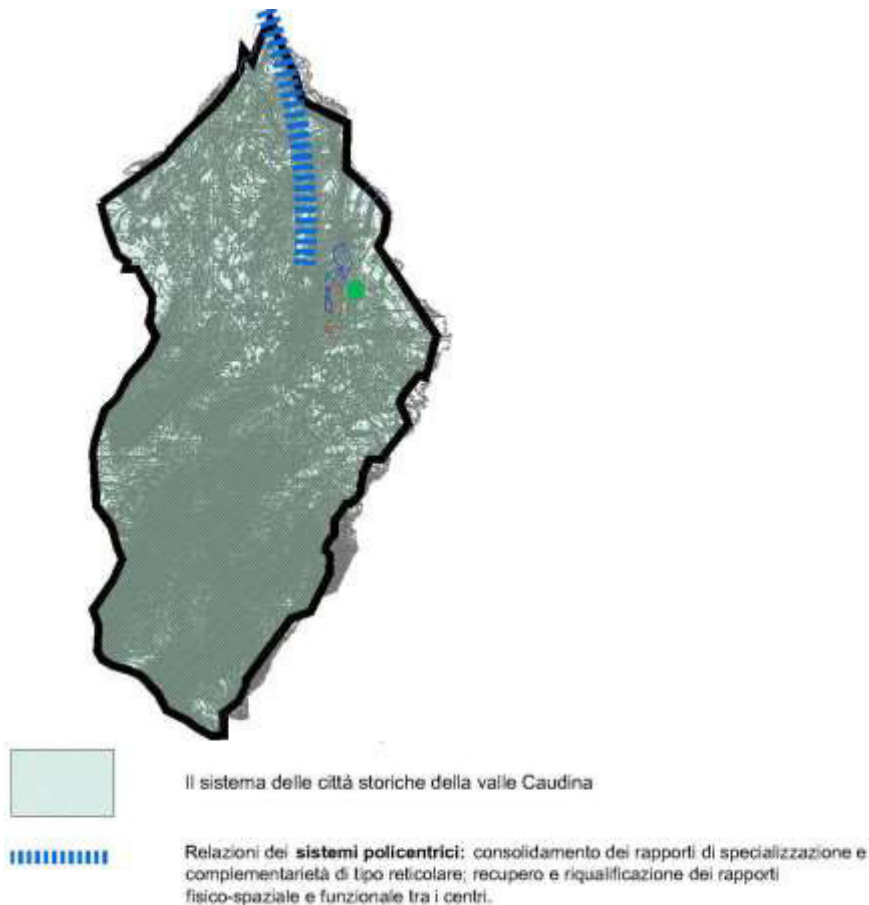 Il sistema delle città storiche della valle Caudina
Relazioni dei sistemi policentrici: consolidamento dei rapporti di specializzazione e
complementarietà di tipo reticolare; recupero e riqualificazione dei rapporti
fisico-spaziale e funzionale tra i centri.